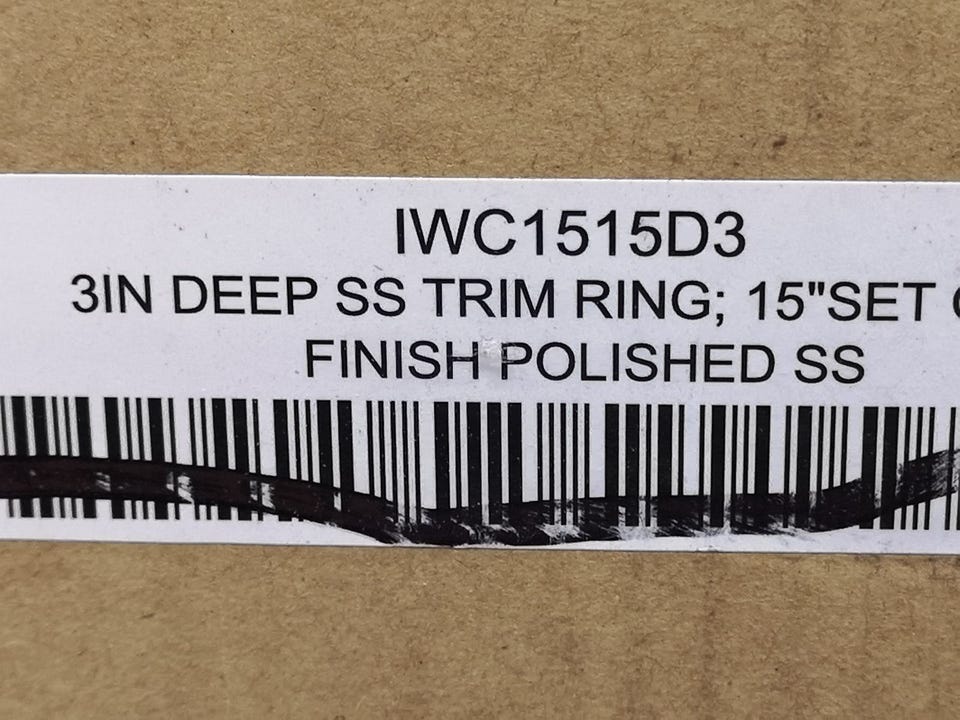 IWC1515D3
3IN DEEP SS TRIM RING; 15"SET
FINISH POLISHED SS